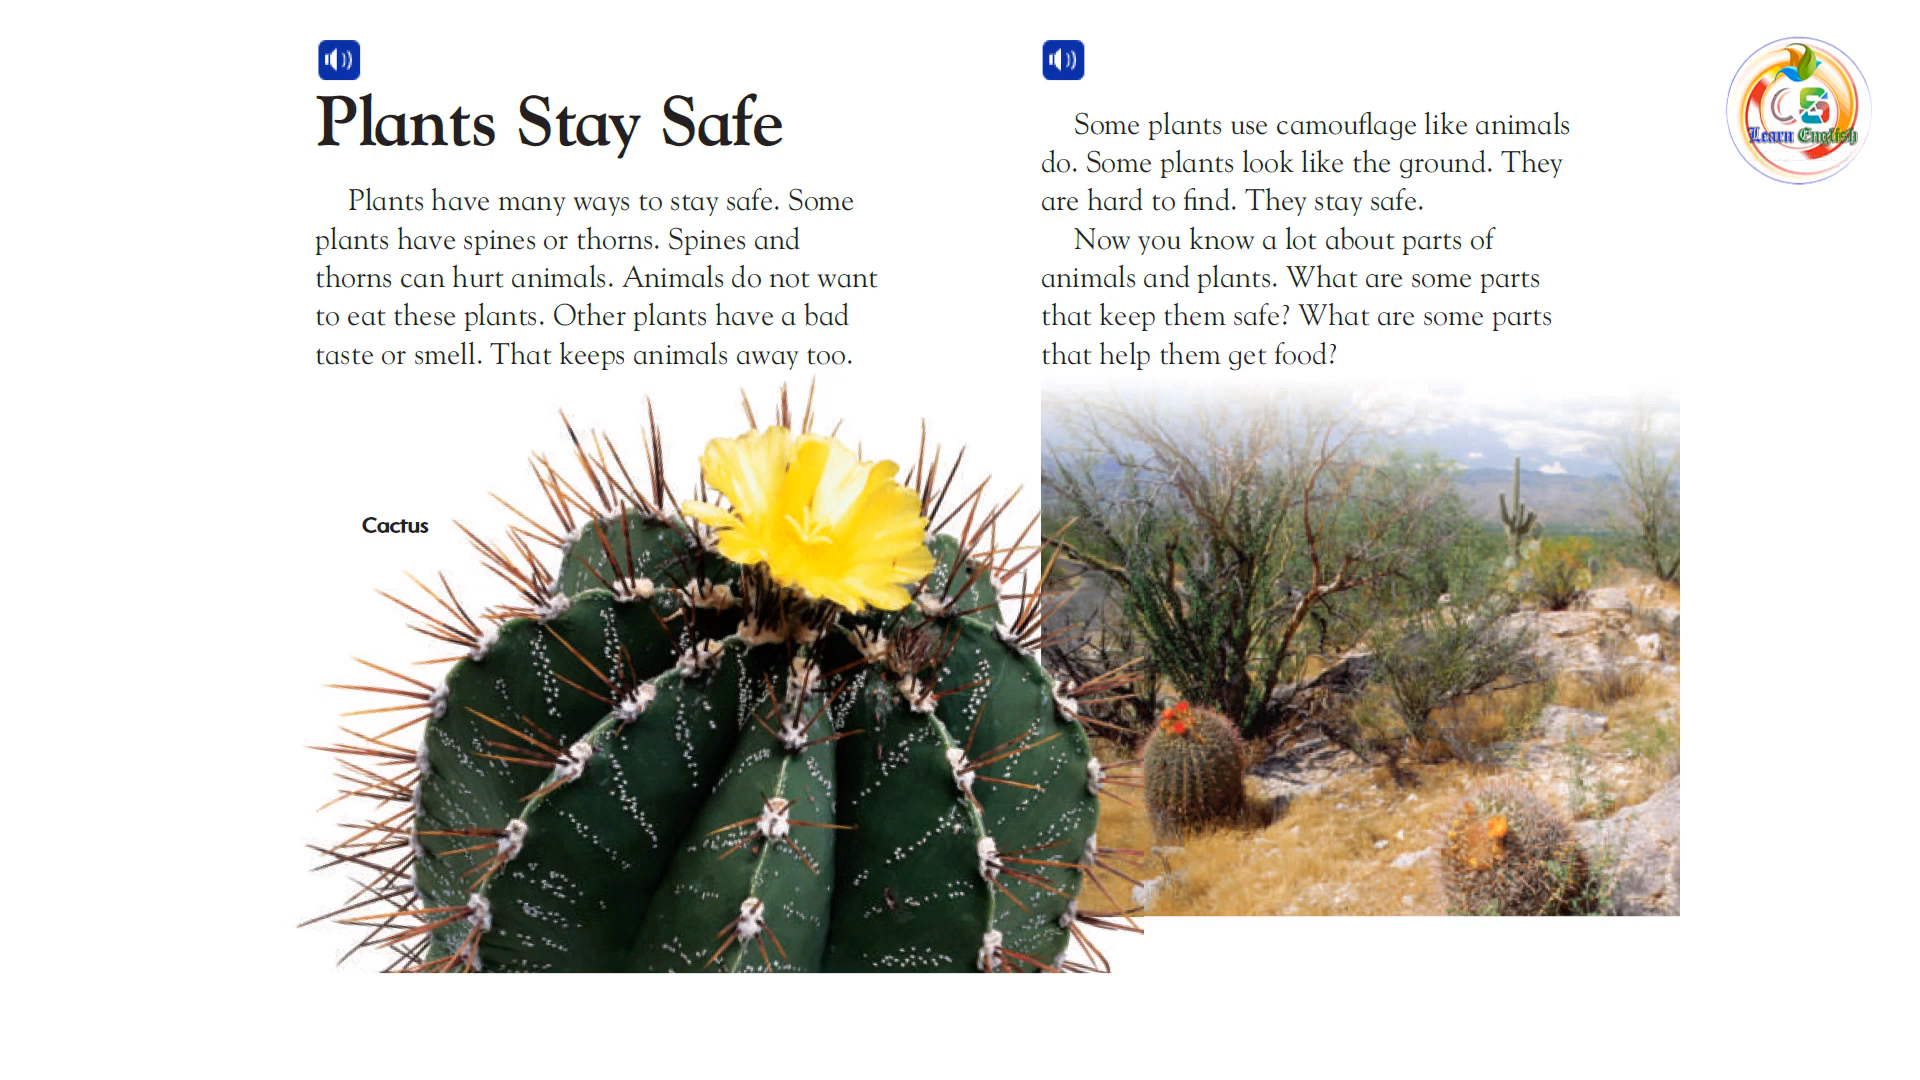 Plants Stay Safe
Plants have many ways to stay safe. Some
plants have spines or thorns. Spines and
thorns can hurt animals. Animals do not want
to eat these plants. Other plants have a bad
taste or smell. That keeps animals away too.
Cactus
Some plants use camouflage like animals
do. Some plants look like the ground. They
are hard to find. They stay safe.
Now you know a lot about parts of
animals and plants. What are some parts
that keep them safe? What are some parts
that help them get food?
CS
Learn English